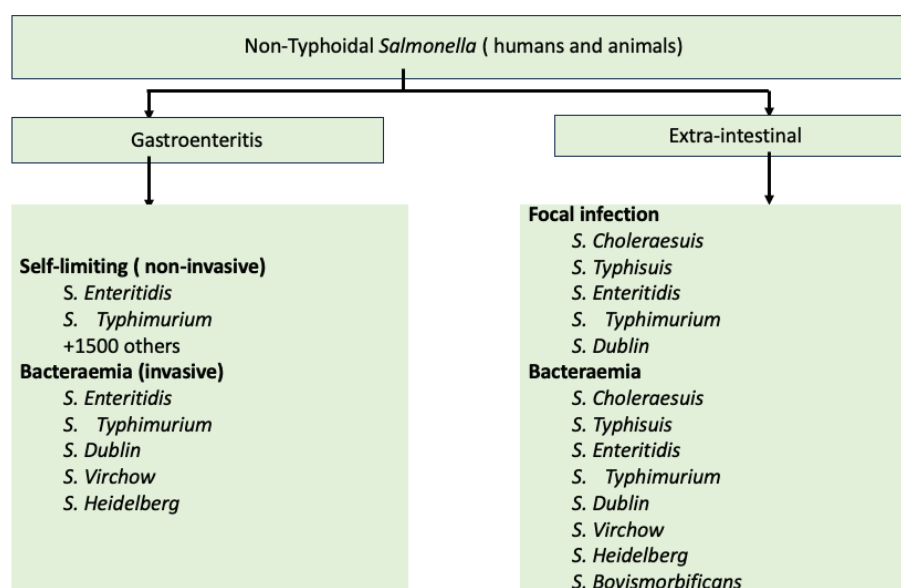 Non-Typhoidal Salmonella ( humans and animals)
Gastroenteritis
Extra-intestinal
Self-limiting ( non-invasive)
S. Enteritidis
S. Typhimurium
+1500 others
Bacteraemia (invasive)
S. Enteritidis
S. Typhimurium
S. Dublin
S. Virchow
S. Heidelberg
Focal infection
S. Choleraesuis
S. Typhisuis
S. Enteritidis
S. Typhimurium
S. Dublin
Bacteraemia
S. Choleraesuis
S. Typhisuis
S. Enteritidis
S. Typhimurium
S. Dublin
S. Virchow
S. Heidelberg
S. Bovismorbificans